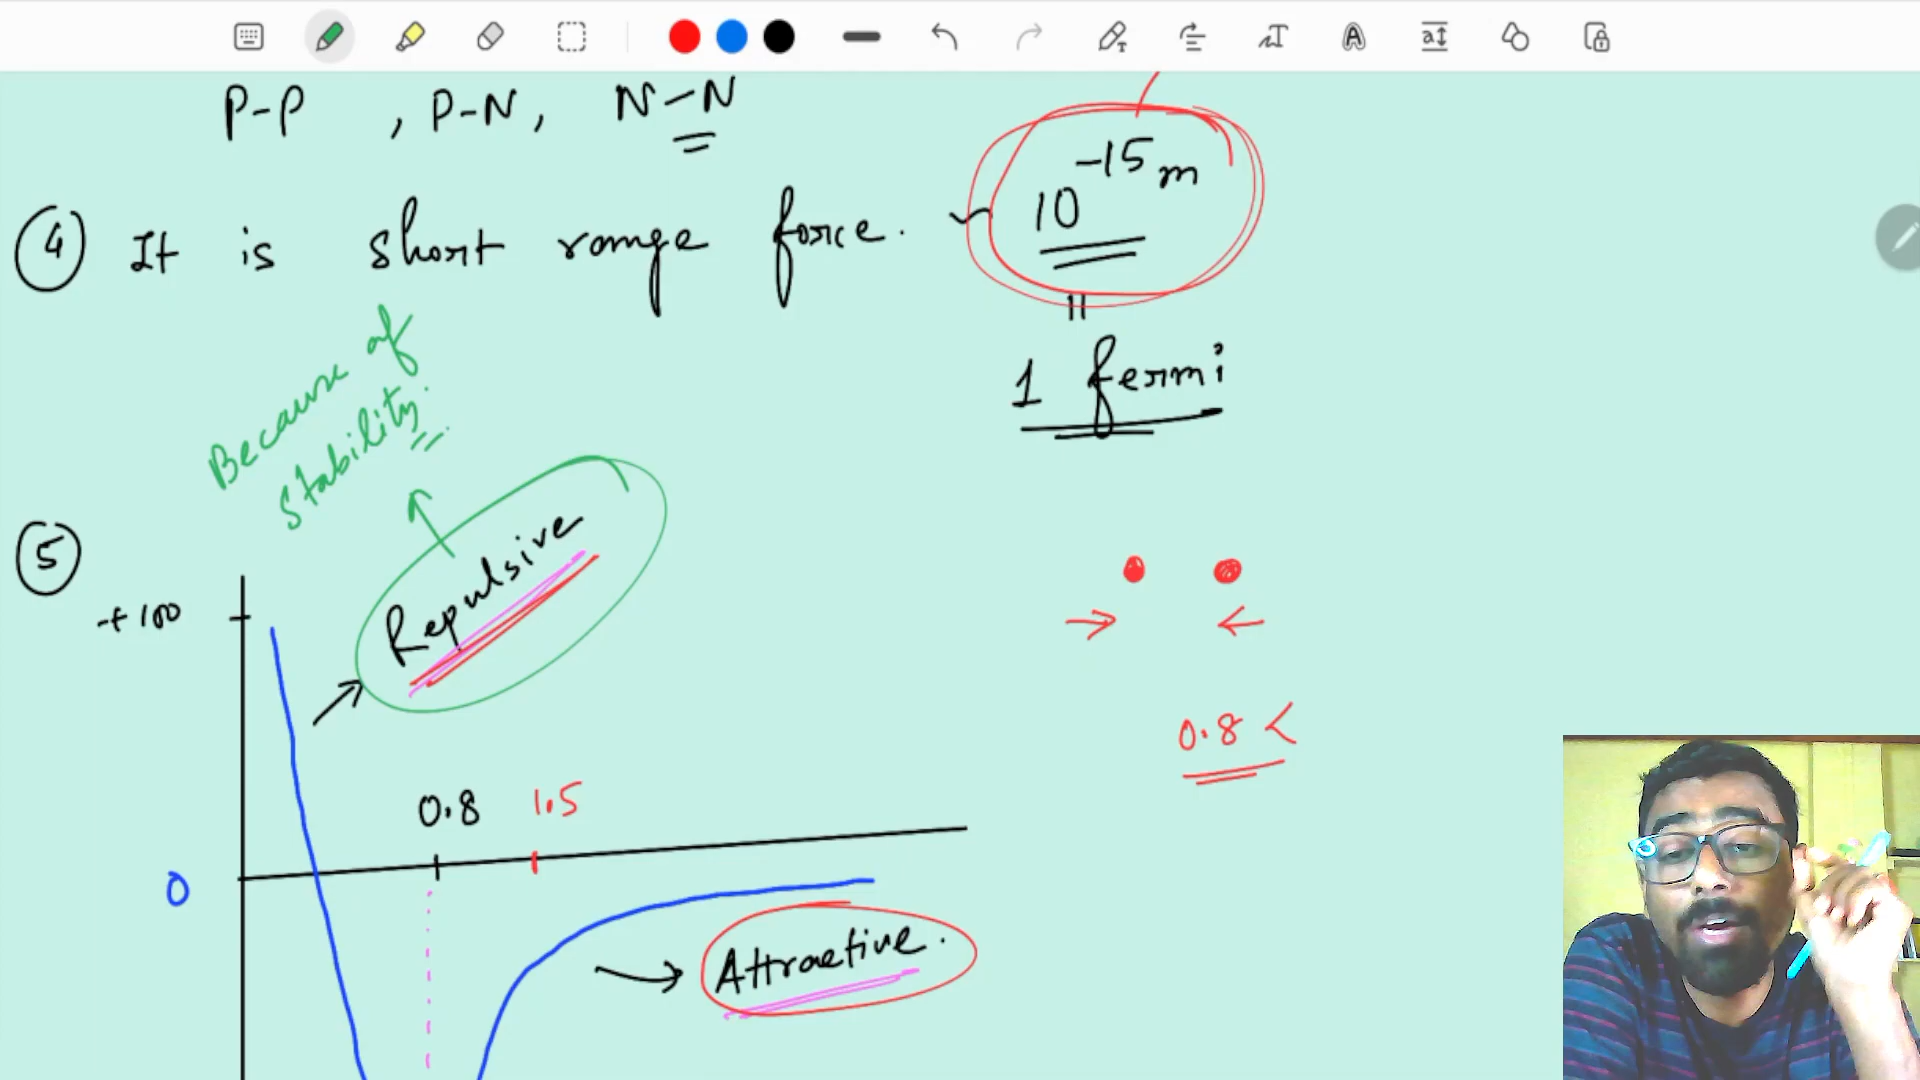 P-P , P-N, N-N
④ It is short range force. ~ 10^-15 m
=
1 fermi
Because of
stability.
⑤
Repulsive
+100
0.8 <
0.8 1.5
0
Attractive.